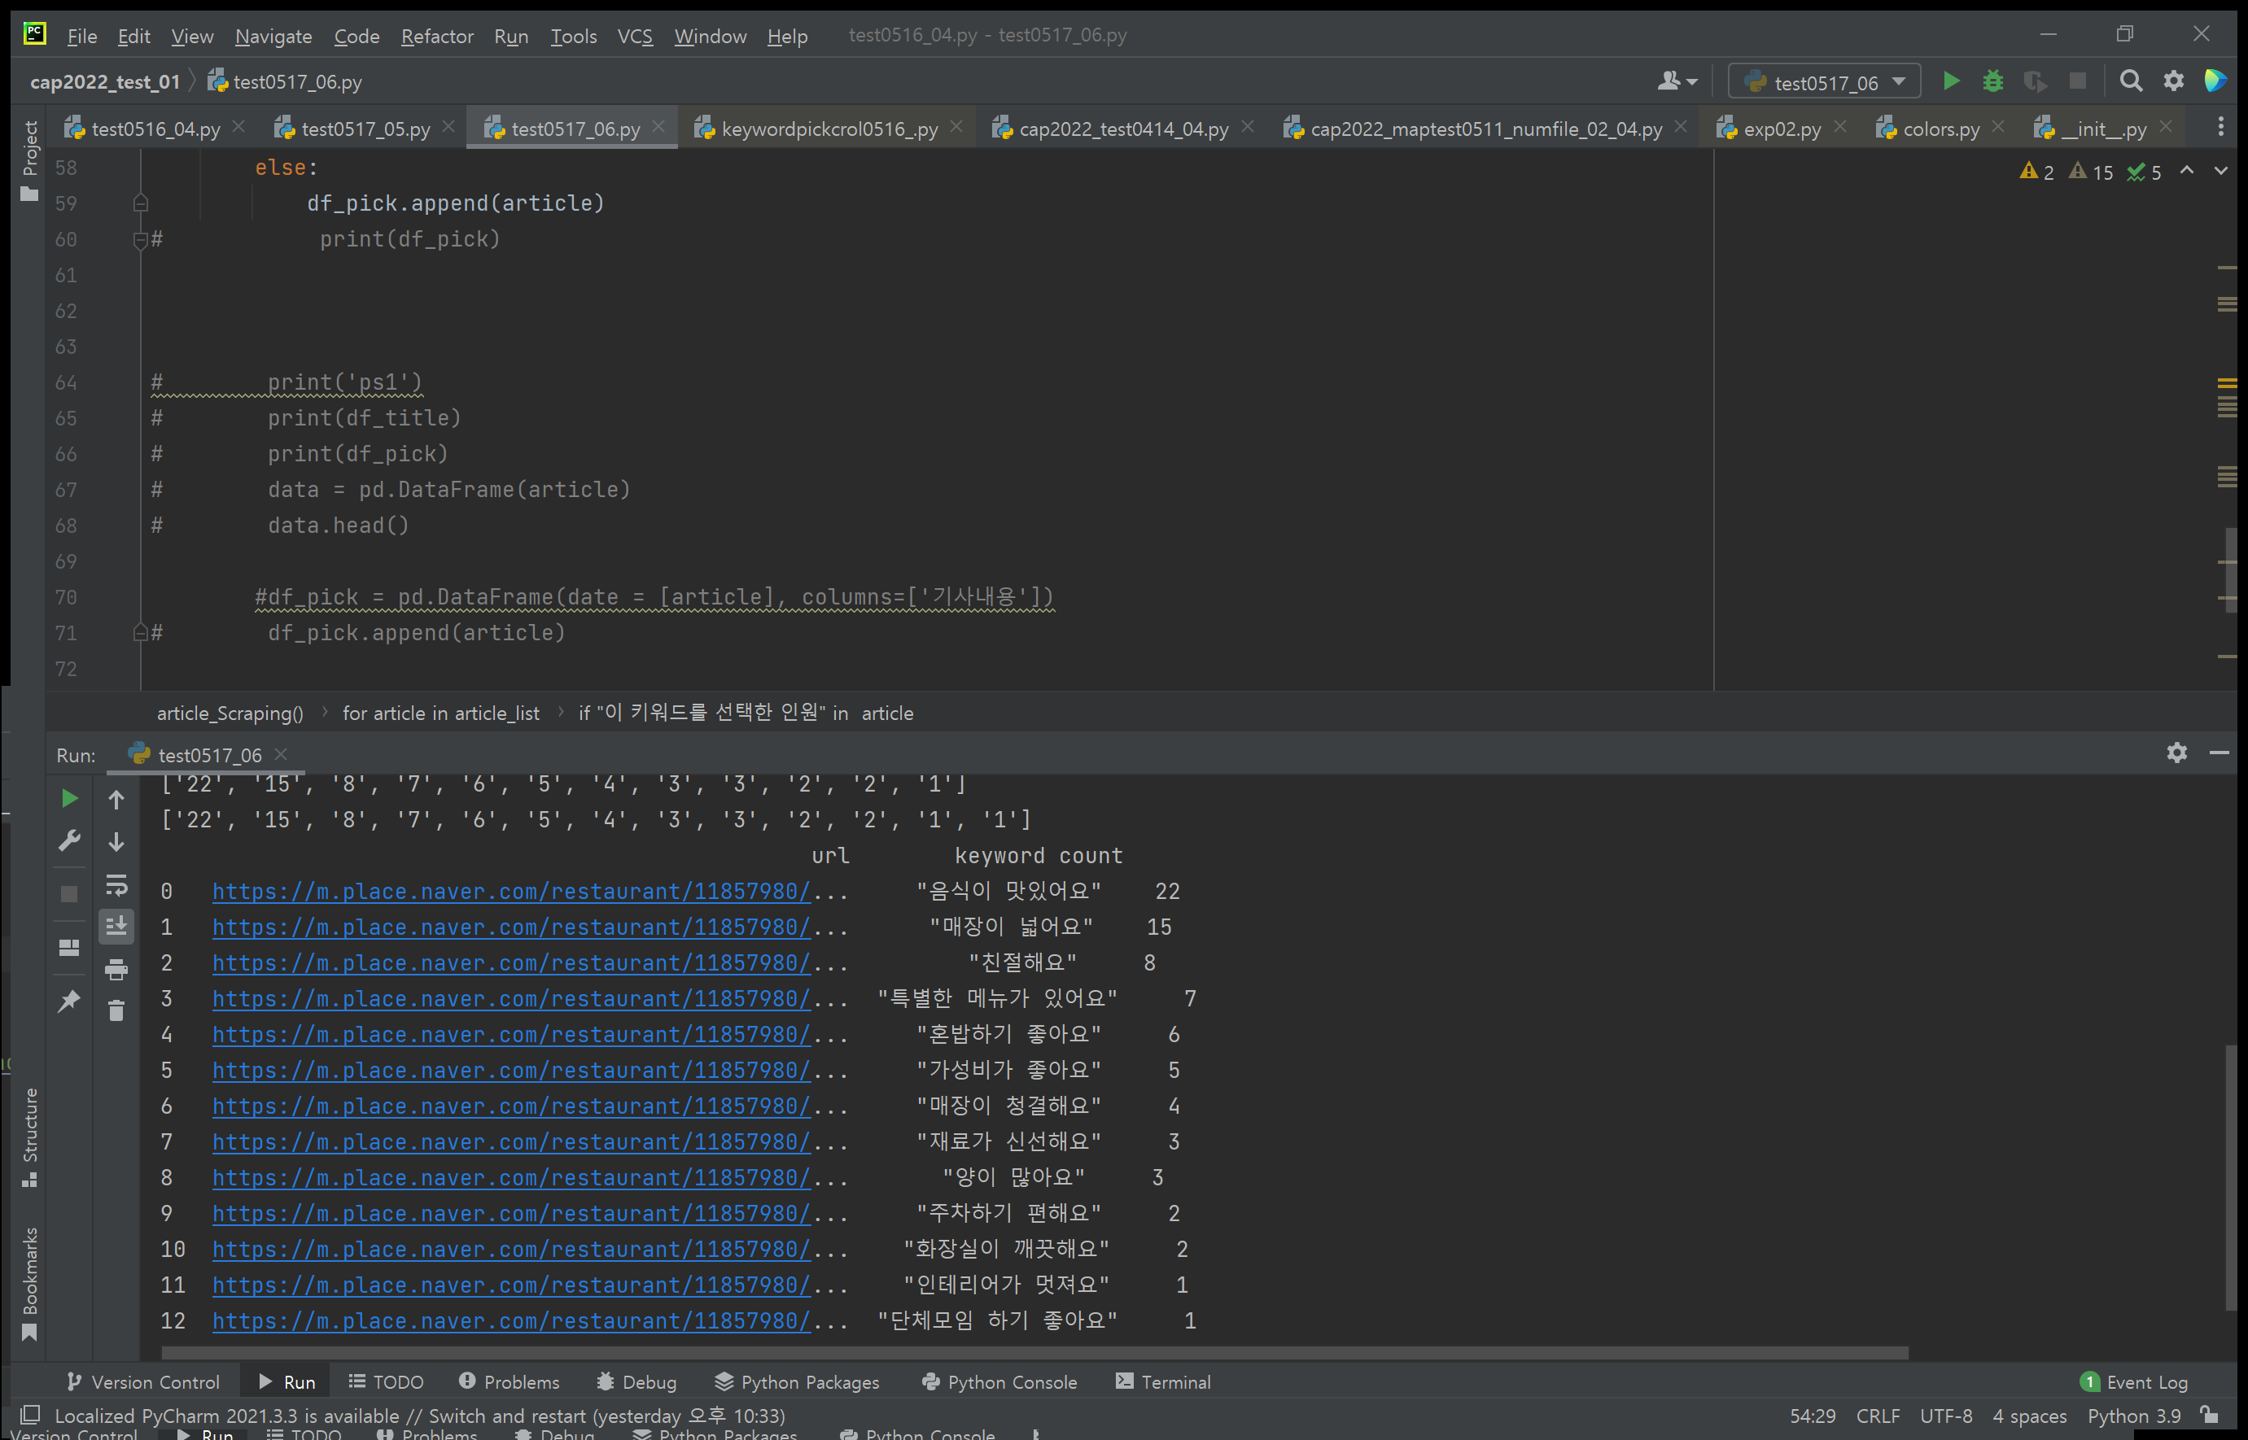 PC File Edit View Navigate Code Refactor Run Tools VCS Window Help test0516_04.py - test0517_06.py
cap2022_test_01 test0517_06.py test0517_06
test0516_04.py test0517_05.py test0517_06.py keywordpickcrol0516_.py cap2022_test0414_04.py cap2022_maptest0511_numfile_02_04.py exp02.py colors.py __init__.py
Project
2 15 5
58 else:
59 df_pick.append(article)
60 # print(df_pick)
61
62
63
64 # print('ps1')
65 # print(df_title)
66 # print(df_pick)
67 # data = pd.DataFrame(article)
68 # data.head()
69
70 #df_pick = pd.DataFrame(date = [article], columns=['기사내용'])
71 # df_pick.append(article)
72
article_Scraping() for article in article_list if "이 키워드를 선택한 인원" in article
Run: test0517_06
['22', '15', '8', '7', '6', '5', '4', '3', '3', '2', '2', '1']
['22', '15', '8', '7', '6', '5', '4', '3', '3', '2', '2', '1', '1']
url keyword count
0 https://m.place.naver.com/restaurant/11857980/... "음식이 맛있어요" 22
1 https://m.place.naver.com/restaurant/11857980/... "매장이 넓어요" 15
2 https://m.place.naver.com/restaurant/11857980/... "친절해요" 8
3 https://m.place.naver.com/restaurant/11857980/... "특별한 메뉴가 있어요" 7
4 https://m.place.naver.com/restaurant/11857980/... "혼밥하기 좋아요" 6
5 https://m.place.naver.com/restaurant/11857980/... "가성비가 좋아요" 5
6 https://m.place.naver.com/restaurant/11857980/... "매장이 청결해요" 4
7 https://m.place.naver.com/restaurant/11857980/... "재료가 신선해요" 3
8 https://m.place.naver.com/restaurant/11857980/... "양이 많아요" 3
9 https://m.place.naver.com/restaurant/11857980/... "주차하기 편해요" 2
10 https://m.place.naver.com/restaurant/11857980/... "화장실이 깨끗해요" 2
11 https://m.place.naver.com/restaurant/11857980/... "인테리어가 멋져요" 1
12 https://m.place.naver.com/restaurant/11857980/... "단체모임 하기 좋아요" 1
Structure
Bookmarks
Version Control Run TODO Problems Debug Python Packages Python Console Terminal 1 Event Log
Localized PyCharm 2021.3.3 is available // Switch and restart (yesterday 오후 10:33) 54:29 CRLF UTF-8 4 spaces Python 3.9
Version Control Run TODO Problems Debug Python Packages Python Console